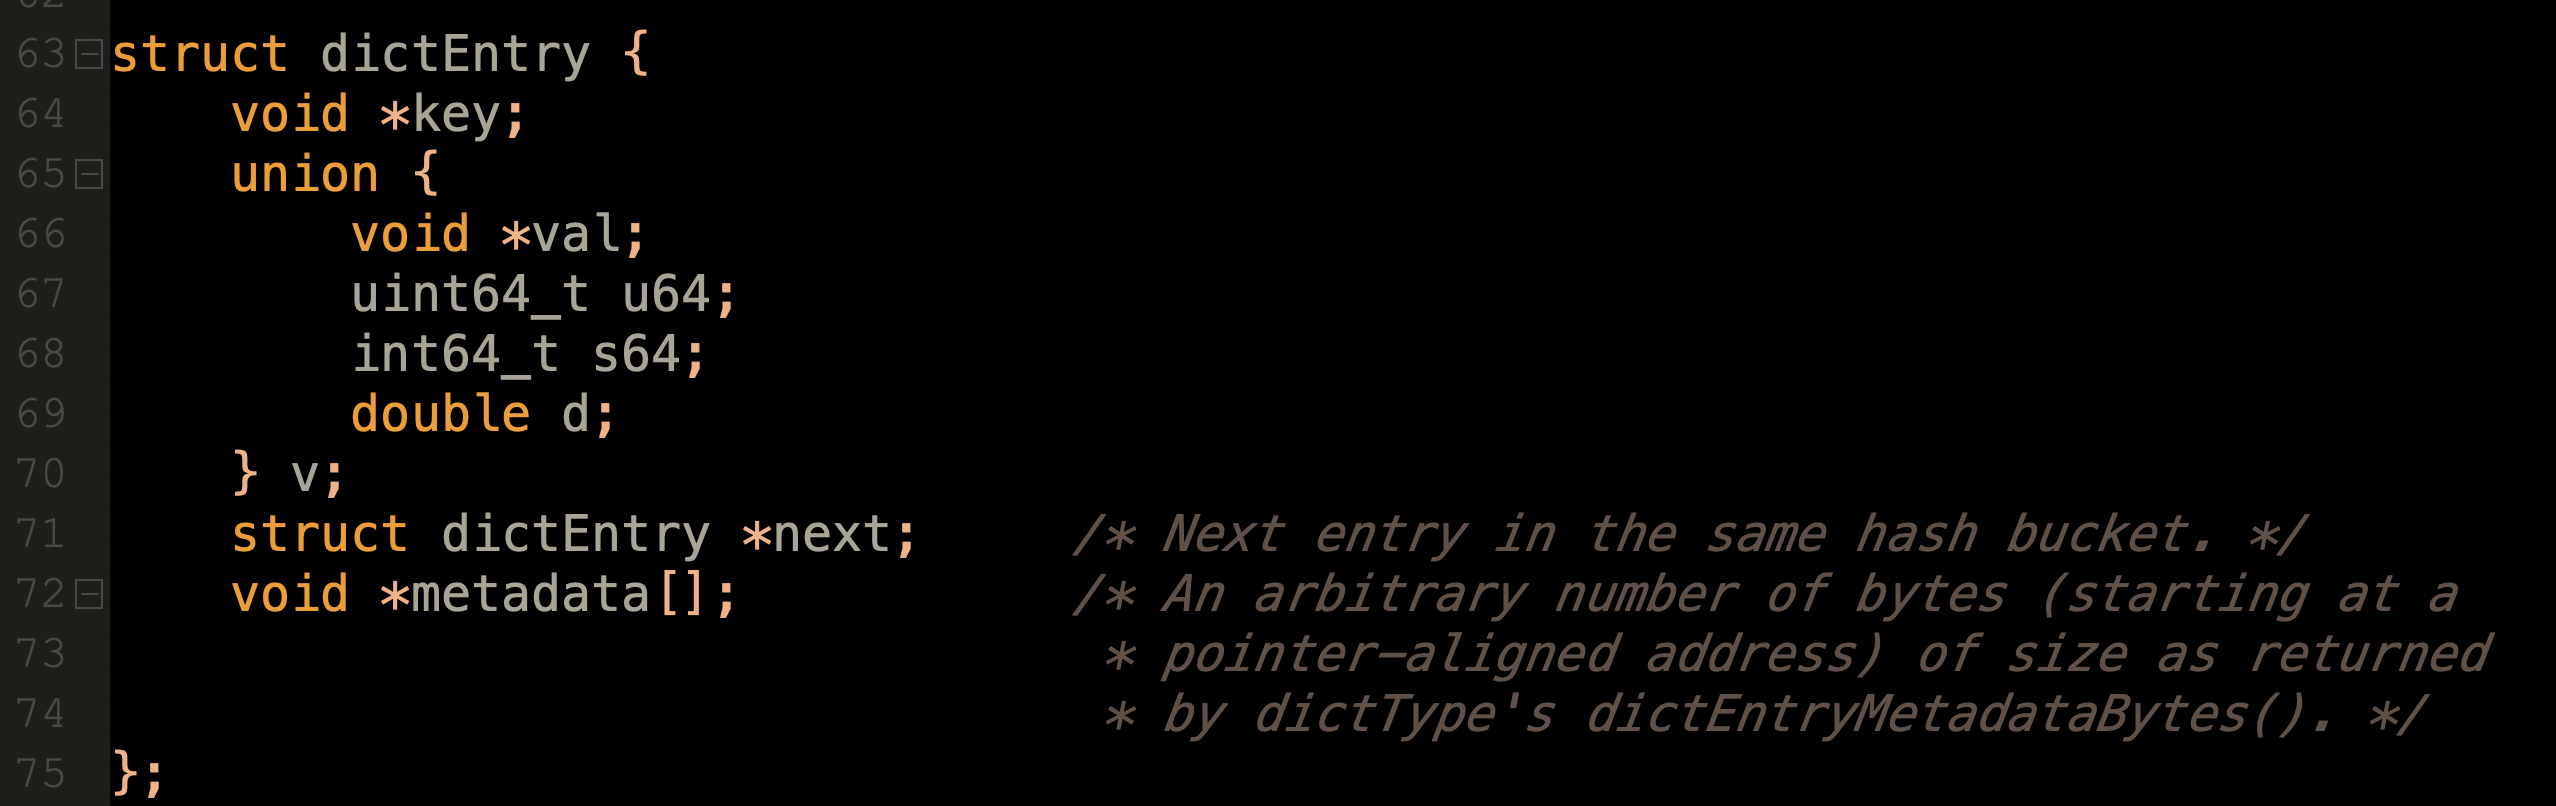 62
63 struct dictEntry {
64     void *key;
65     union {
66         void *val;
67         uint64_t u64;
68         int64_t s64;
69         double d;
70     } v;
71     struct dictEntry *next;     /* Next entry in the same hash bucket. */
72     void *metadata[];           /* An arbitrary number of bytes (starting at a
73                                  * pointer-aligned address) of size as returned
74                                  * by dictType's dictEntryMetadataBytes(). */
75 };